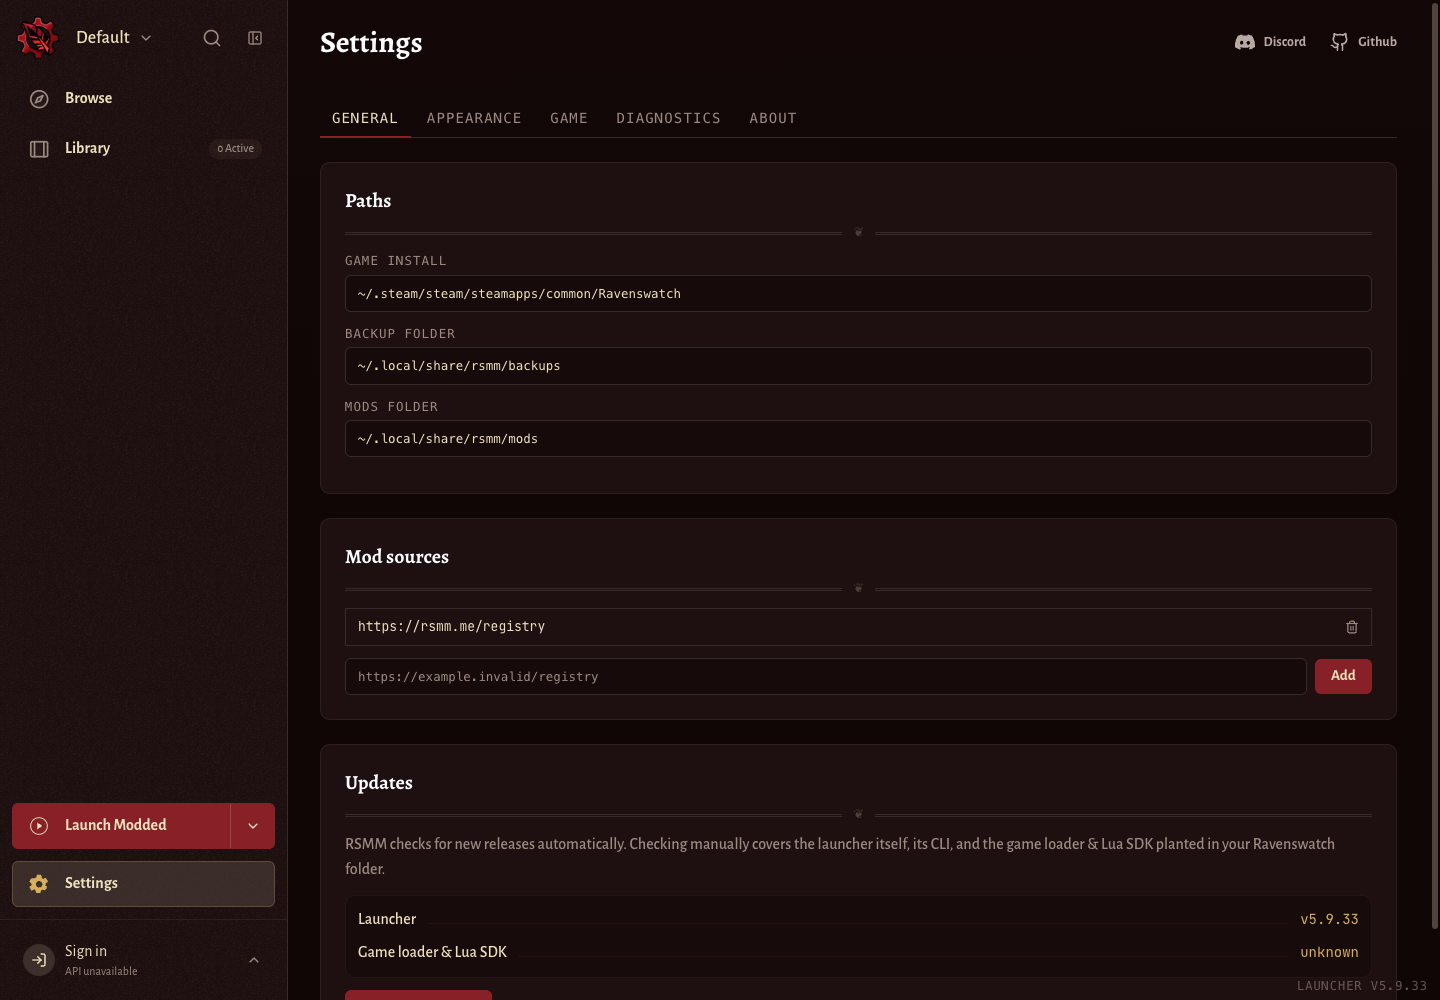 Default
Browse
Library
0 Active
Launch Modded
Settings
Sign in
API unavailable
Settings
Discord
Github
GENERAL
APPEARANCE
GAME
DIAGNOSTICS
ABOUT
Paths
GAME INSTALL
~/.steam/steam/steamapps/common/Ravenswatch
BACKUP FOLDER
~/.local/share/rsmm/backups
MODS FOLDER
~/.local/share/rsmm/mods
Mod sources
https://rsmm.me/registry
https://example.invalid/registry
Add
Updates
RSMM checks for new releases automatically. Checking manually covers the launcher itself, its CLI, and the game loader & Lua SDK planted in your Ravenswatch
folder.
Launcher
v5.9.33
Game loader & Lua SDK
unknown
LAUNCHER V5.9.33